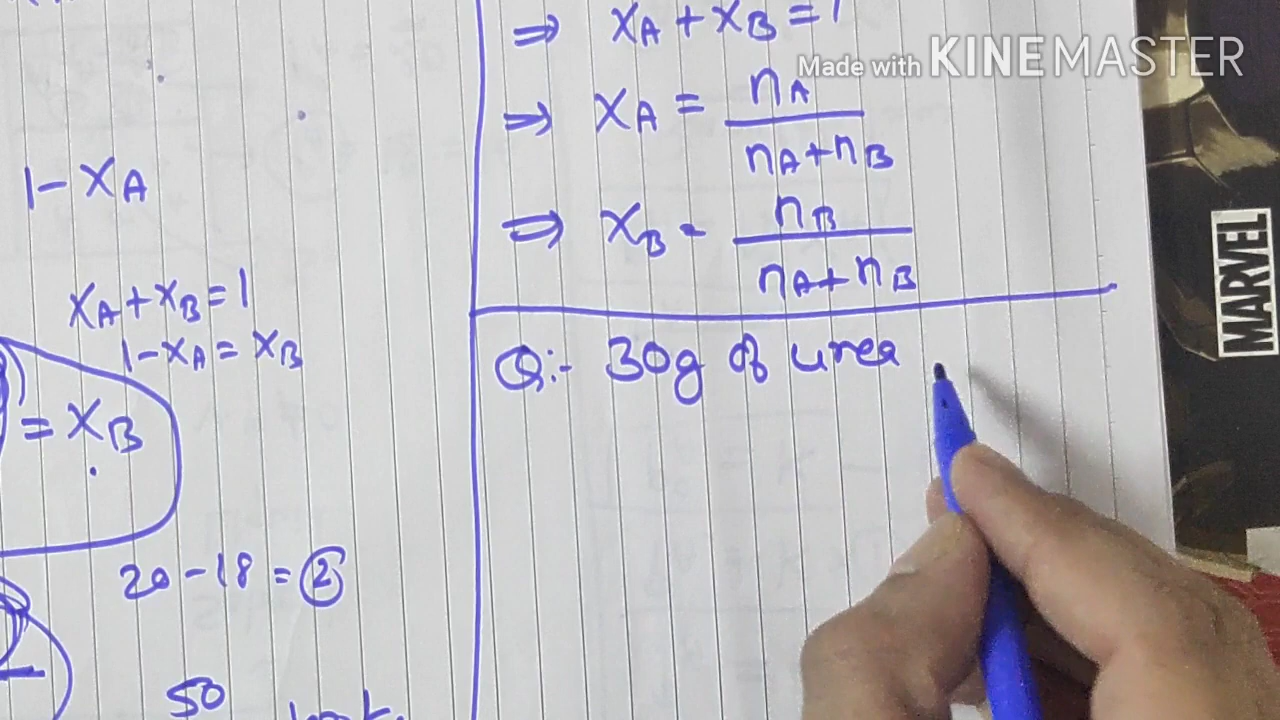 1 - XA
XA + XB = 1
1 - XA = XB
= XB
20 - 18 = 2
50
⇒ XA + XB = 1
Made with KINEMASTER
⇒ XA = nA / nA + nB
⇒ XB = nB / nA + nB
Q:- 30g of urea
MARVEL